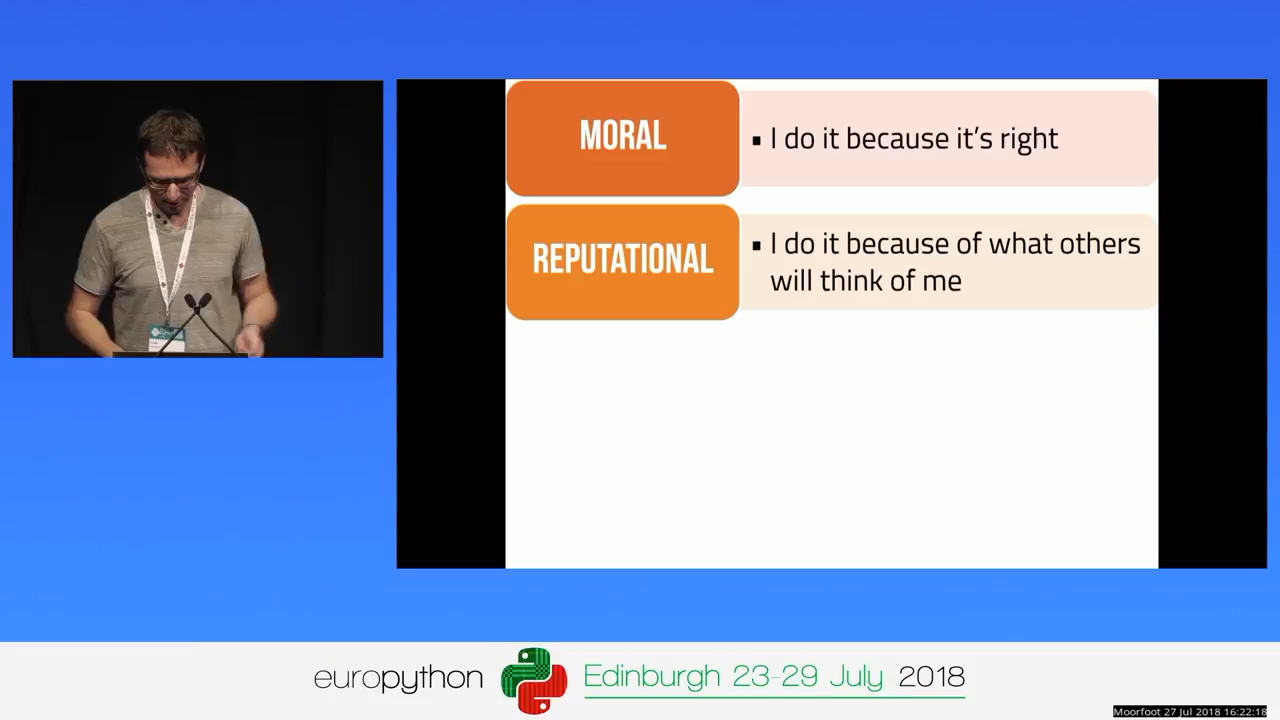 MORAL
▪ I do it because it's right
REPUTATIONAL
▪ I do it because of what others
will think of me
europython
Edinburgh 23-29 July 2018
Moorfoot 27 Jul 2018 16:22:18